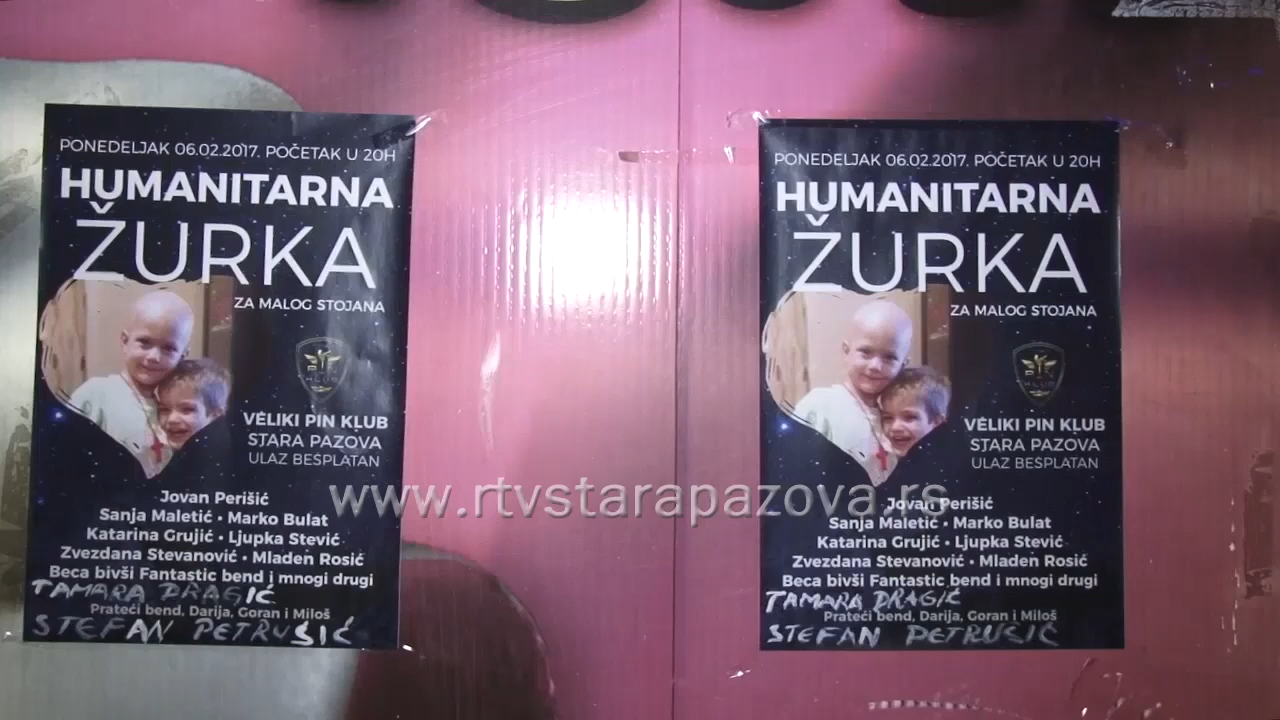 PONEDELJAK 06.02.2017. POČETAK U 20H
HUMANITARNA
ŽURKA
ZA MALOG STOJANA
KLUB
VELIKI PIN KLUB
STARA PAZOVA
ULAZ BESPLATAN
Jovan Perišić
Sanja Maletić • Marko Bulat
Katarina Grujić • Ljupka Stević
Zvezdana Stevanović • Mladen Rosić
Beca bivši Fantastic bend i mnogi drugi
TAMARA DRAGIĆ
Prateći bend, Darija, Goran i Miloš
STEFAN PETRUŠIĆ
PONEDELJAK 06.02.2017. POČETAK U 20H
HUMANITARNA
ŽURKA
ZA MALOG STOJANA
KLUB
VELIKI PIN KLUB
STARA PAZOVA
ULAZ BESPLATAN
Jovan Perišić
Sanja Maletić • Marko Bulat
Katarina Grujić • Ljupka Stević
Zvezdana Stevanović • Mladen Rosić
Beca bivši Fantastic bend i mnogi drugi
TAMARA DRAGIĆ
Prateći bend, Darija, Goran i Miloš
STEFAN PETRUŠIĆ
www.rtvstarapazova.rs